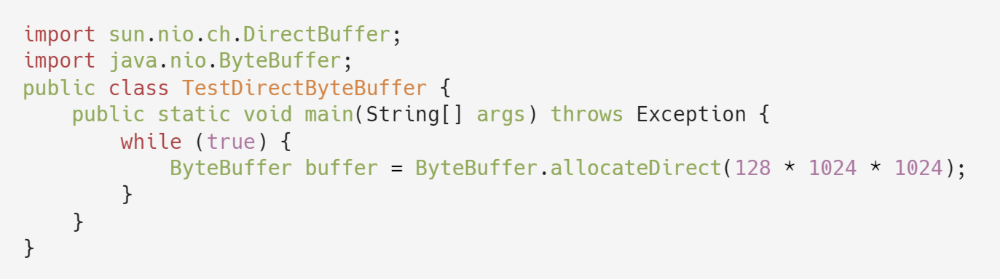 import sun.nio.ch.DirectBuffer;
import java.nio.ByteBuffer;
public class TestDirectByteBuffer {
    public static void main(String[] args) throws Exception {
        while (true) {
            ByteBuffer buffer = ByteBuffer.allocateDirect(128 * 1024 * 1024);
        }
    }
}